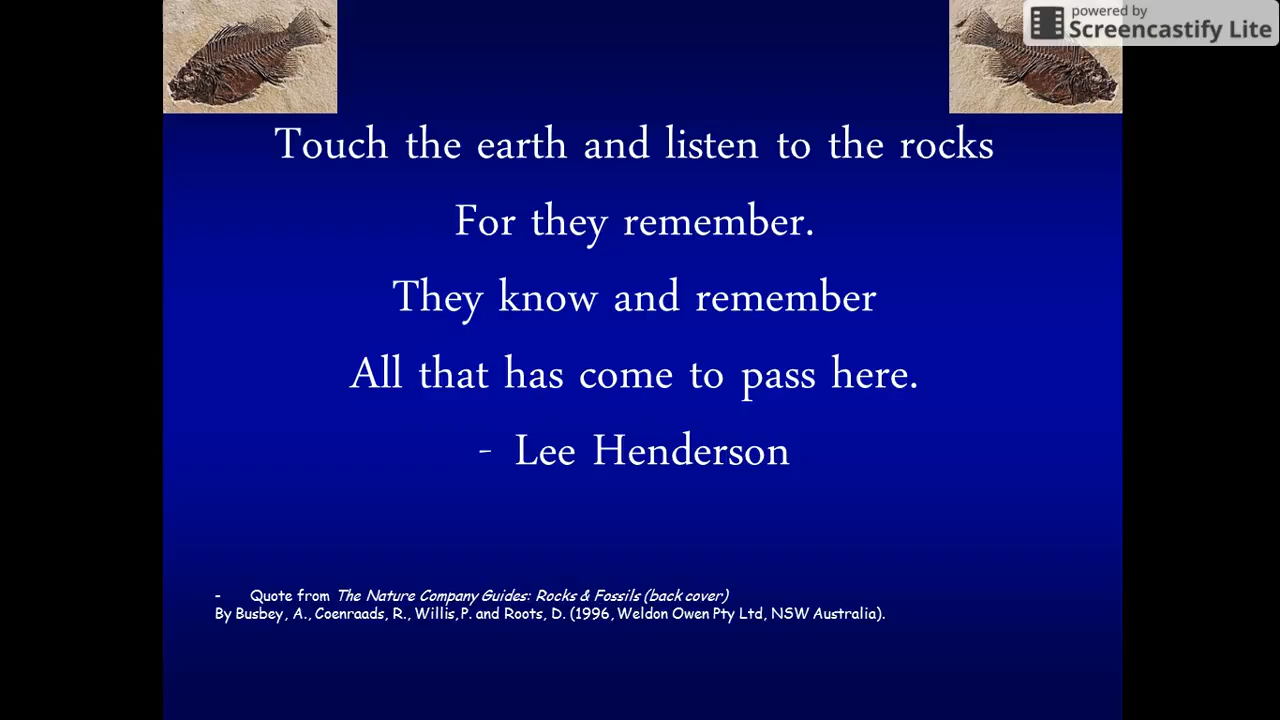 powered by
Screencastify Lite
Touch the earth and listen to the rocks
For they remember.
They know and remember
All that has come to pass here.
- Lee Henderson
- Quote from The Nature Company Guides: Rocks & Fossils (back cover)
By Busbey, A., Coenraads, R., Willis,P. and Roots, D. (1996, Weldon Owen Pty Ltd, NSW Australia).